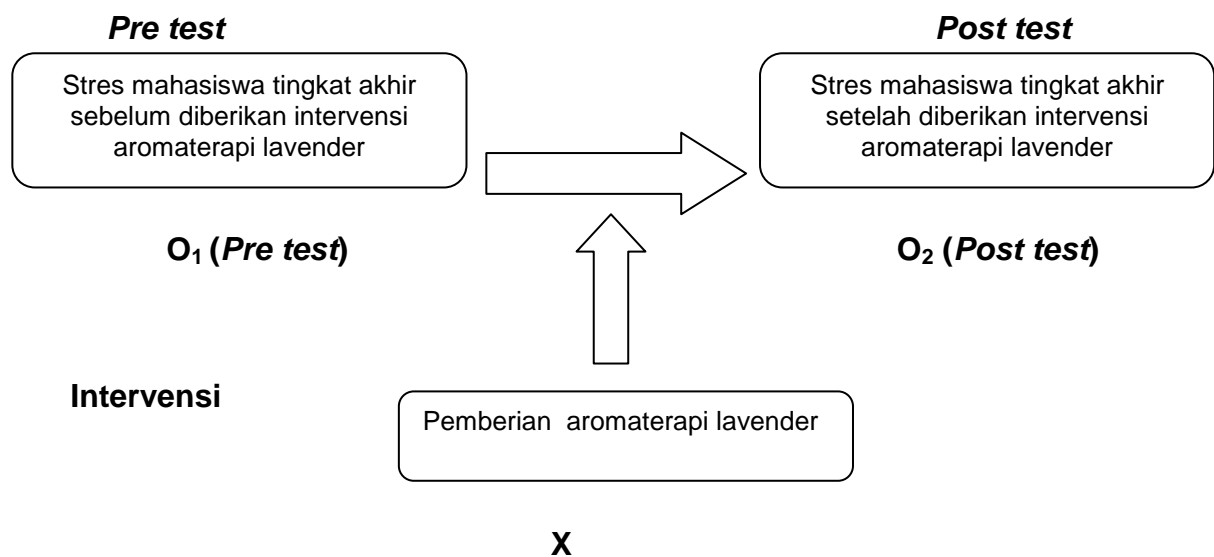 Pre test
Post test
Stres mahasiswa tingkat akhir
sebelum diberikan intervensi
aromaterapi lavender
Stres mahasiswa tingkat akhir
setelah diberikan intervensi
aromaterapi lavender
O₁ (Pre test)
O₂ (Post test)
Intervensi
Pemberian aromaterapi lavender
X